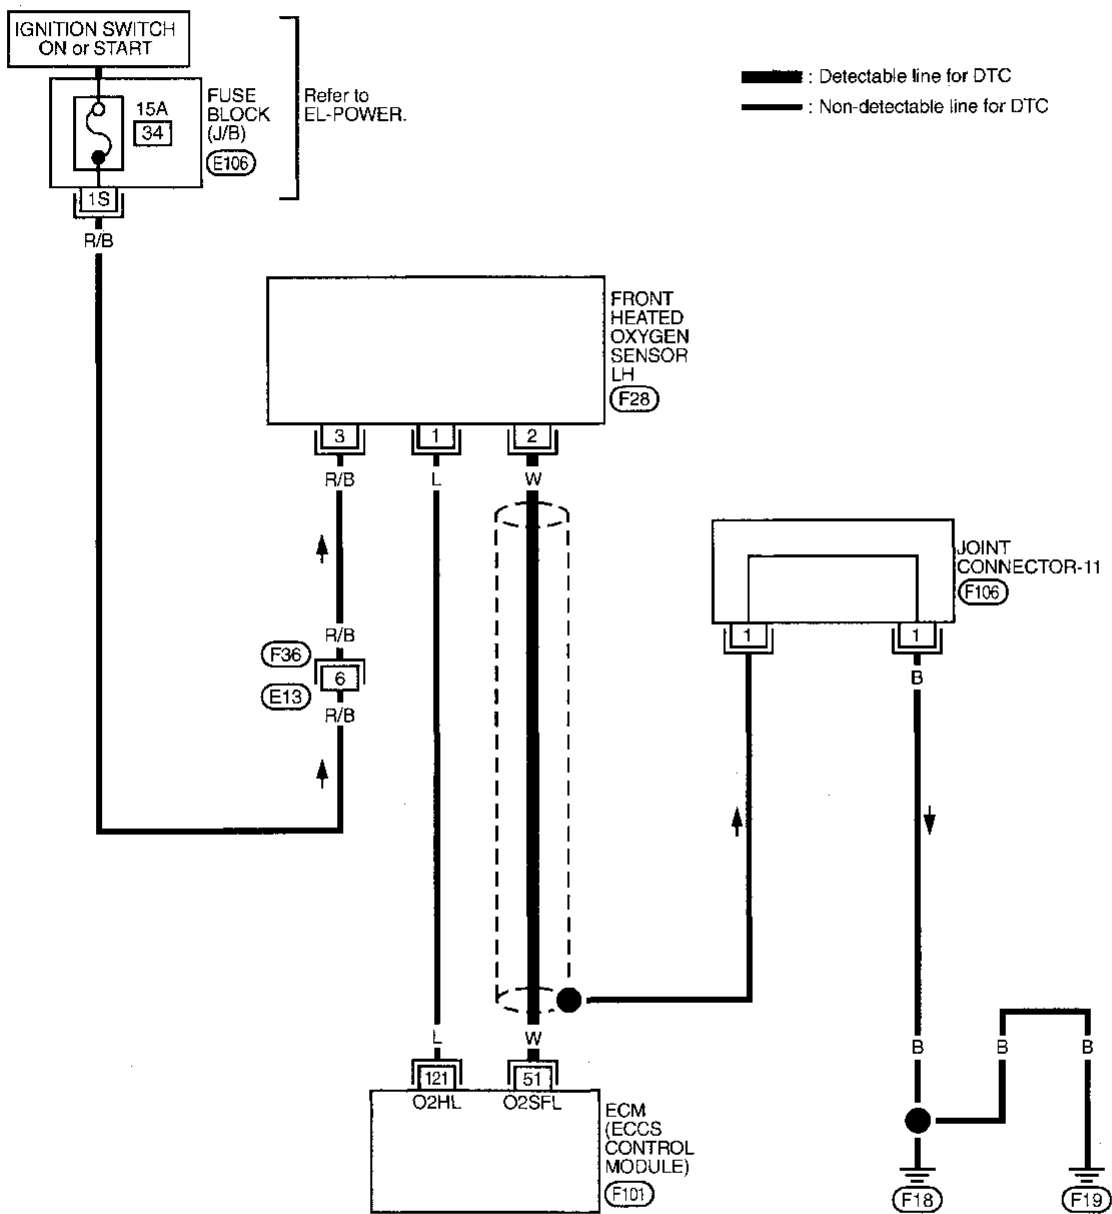 IGNITION SWITCH
ON or START
15A
34
FUSE
BLOCK
(J/B)
E106
Refer to
EL-POWER.
: Detectable line for DTC
: Non-detectable line for DTC
1S
R/B
FRONT
HEATED
OXYGEN
SENSOR
LH
F28
3
1
2
R/B
L
W
JOINT
CONNECTOR-11
F106
1
1
B
R/B
F36
6
E13
R/B
L
W
B
B
B
121
51
O2HL
O2SFL
ECM
(ECCS
CONTROL
MODULE)
F101
F18
F19